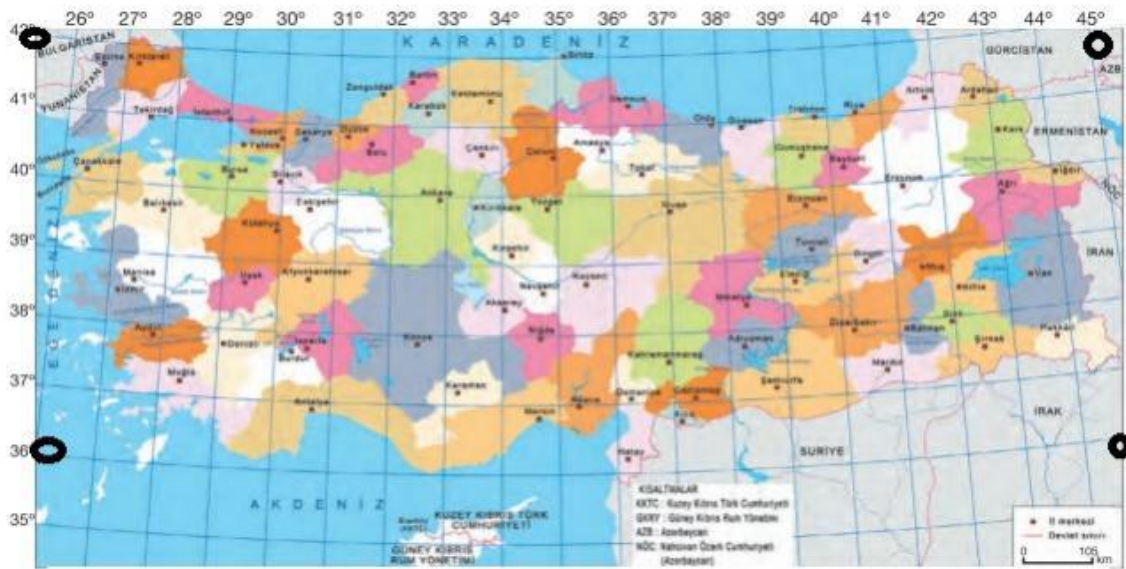 26° 27° 28° 29° 30° 31° 32° 33° 34° 35° 36° 37° 38° 39° 40° 41° 42° 43° 44° 45°
42°
BULGARİSTAN
KARADENİZ
GÜRCİSTAN
AZB
Edirne Kırklareli
Sinop
YUNANİSTAN
Zonguldak Bartın Kastamonu
Samsun
Artvin Ardahan
41°
Tekirdağ İstanbul
Karabük
Ordu Giresun Trabzon Rize
Kocaeli Sakarya Düzce
Kars
ERMENİSTAN
Yalova Bolu
Çankırı Çorum Amasya
Gümüşhane Bayburt
40°
Çanakkale
Bursa Bilecik
Tokat
Erzurum
Iğdır
Ağrı
NÖC
Balıkesir
Eskişehir
Ankara
Kırıkkale
Yozgat
Sivas
Erzincan
39°
Kütahya
Kırşehir
Tunceli
Bingöl
Muş
Van
İRAN
EGE DENİZİ
Manisa
Uşak
Afyonkarahisar
Nevşehir
Kayseri
Elazığ
Bitlis
İzmir
Aksaray
Malatya
38°
Aydın
Denizli
Isparta
Burdur
Konya
Niğde
Adıyaman
Diyarbakır
Batman
Siirt
Şırnak
Hakkari
Kahramanmaraş
Mardin
37°
Muğla
Antalya
Karaman
Mersin
Adana
Osmaniye
Gaziantep
Şanlıurfa
Kilis
IRAK
36°
Hatay
SURİYE
AKDENİZ
KISALTMALAR
KKTC : Kuzey Kıbrıs Türk Cumhuriyeti
GKRY : Güney Kıbrıs Rum Yönetimi
AZB : Azerbaycan
NÖC : Nahcivan Özerk Cumhuriyeti
(Azerbaycan)
KUZEY KIBRIS TÜRK
CUMHURİYETİ
GÜNEY KIBRIS
RUM YÖNETİMİ
35°
İl merkezi
Devlet sınırı
0 105
km